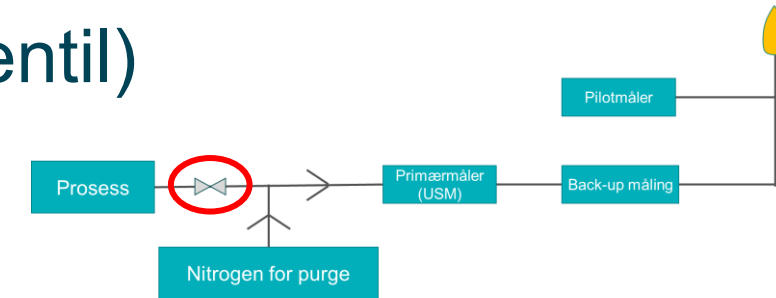 entil)
Pilotmåler
Prosess
Primærmåler
(USM)
Back-up måling
Nitrogen for purge